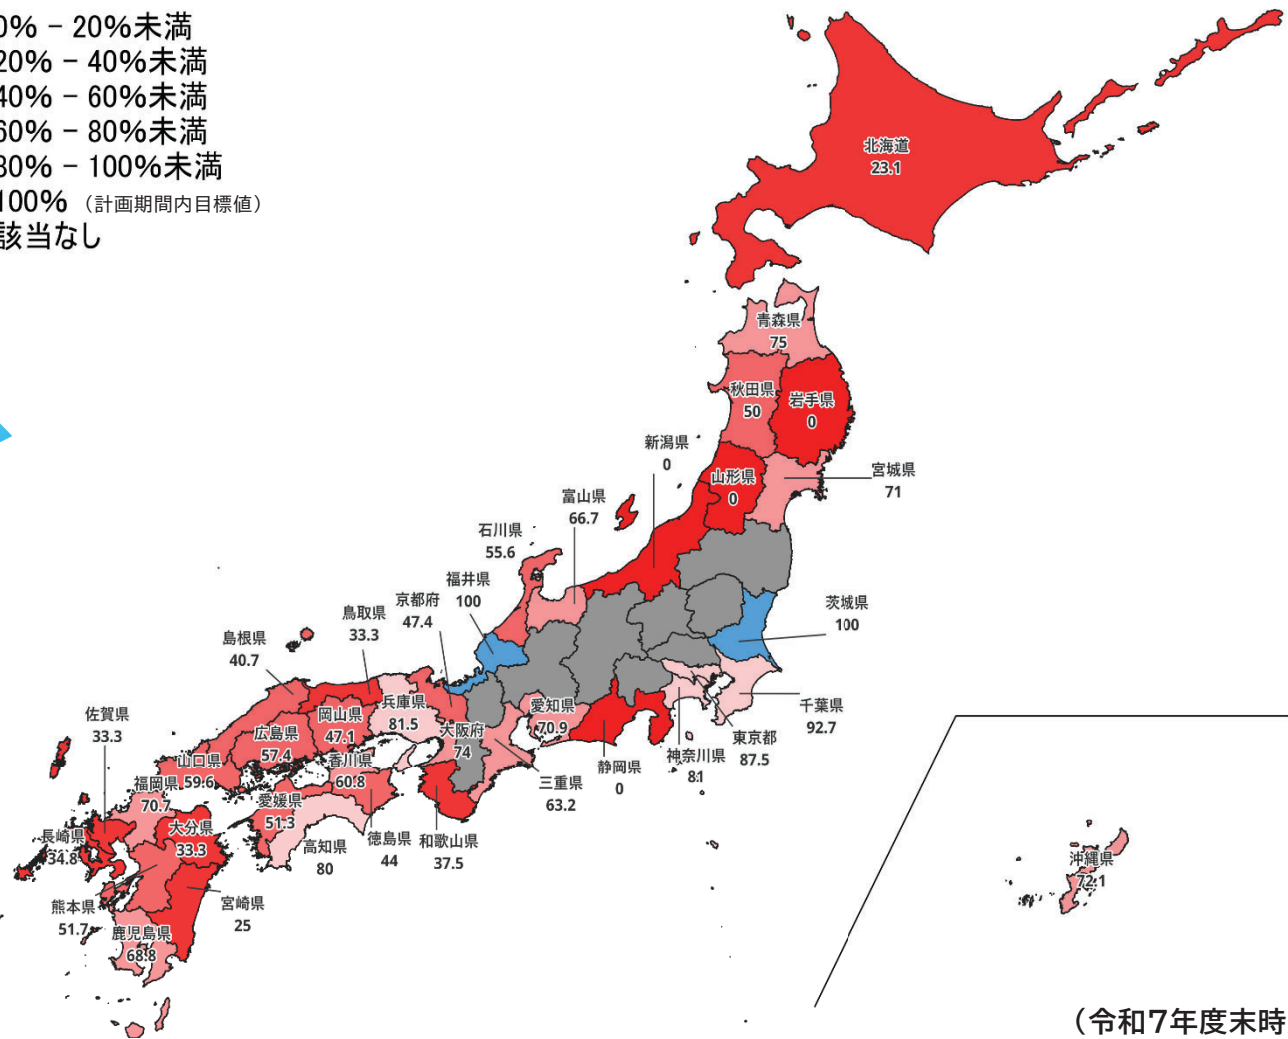 0% – 20%未満
20% – 40%未満
40% – 60%未満
60% – 80%未満
80% – 100%未満
100% （計画期間内目標値）
該当なし
北海道
23.1
青森県
75
秋田県
50
岩手県
0
新潟県
0
山形県
0
宮城県
71
富山県
66.7
石川県
55.6
福井県
100
京都府
47.4
鳥取県
33.3
島根県
40.7
茨城県
100
佐賀県
33.3
兵庫県
81.5
岡山県
47.1
広島県
57.4
山口県
59.6
福岡県
70.7
大阪府
74
愛知県
70.9
千葉県
92.7
東京都
87.5
神奈川県
81
静岡県
0
三重県
63.2
香川県
60.8
愛媛県
51.3
高知県
80
徳島県
44
和歌山県
37.5
長崎県
34.8
大分県
33.3
熊本県
51.7
宮崎県
25
鹿児島県
68.8
沖縄県
72.1
（令和7年度末時